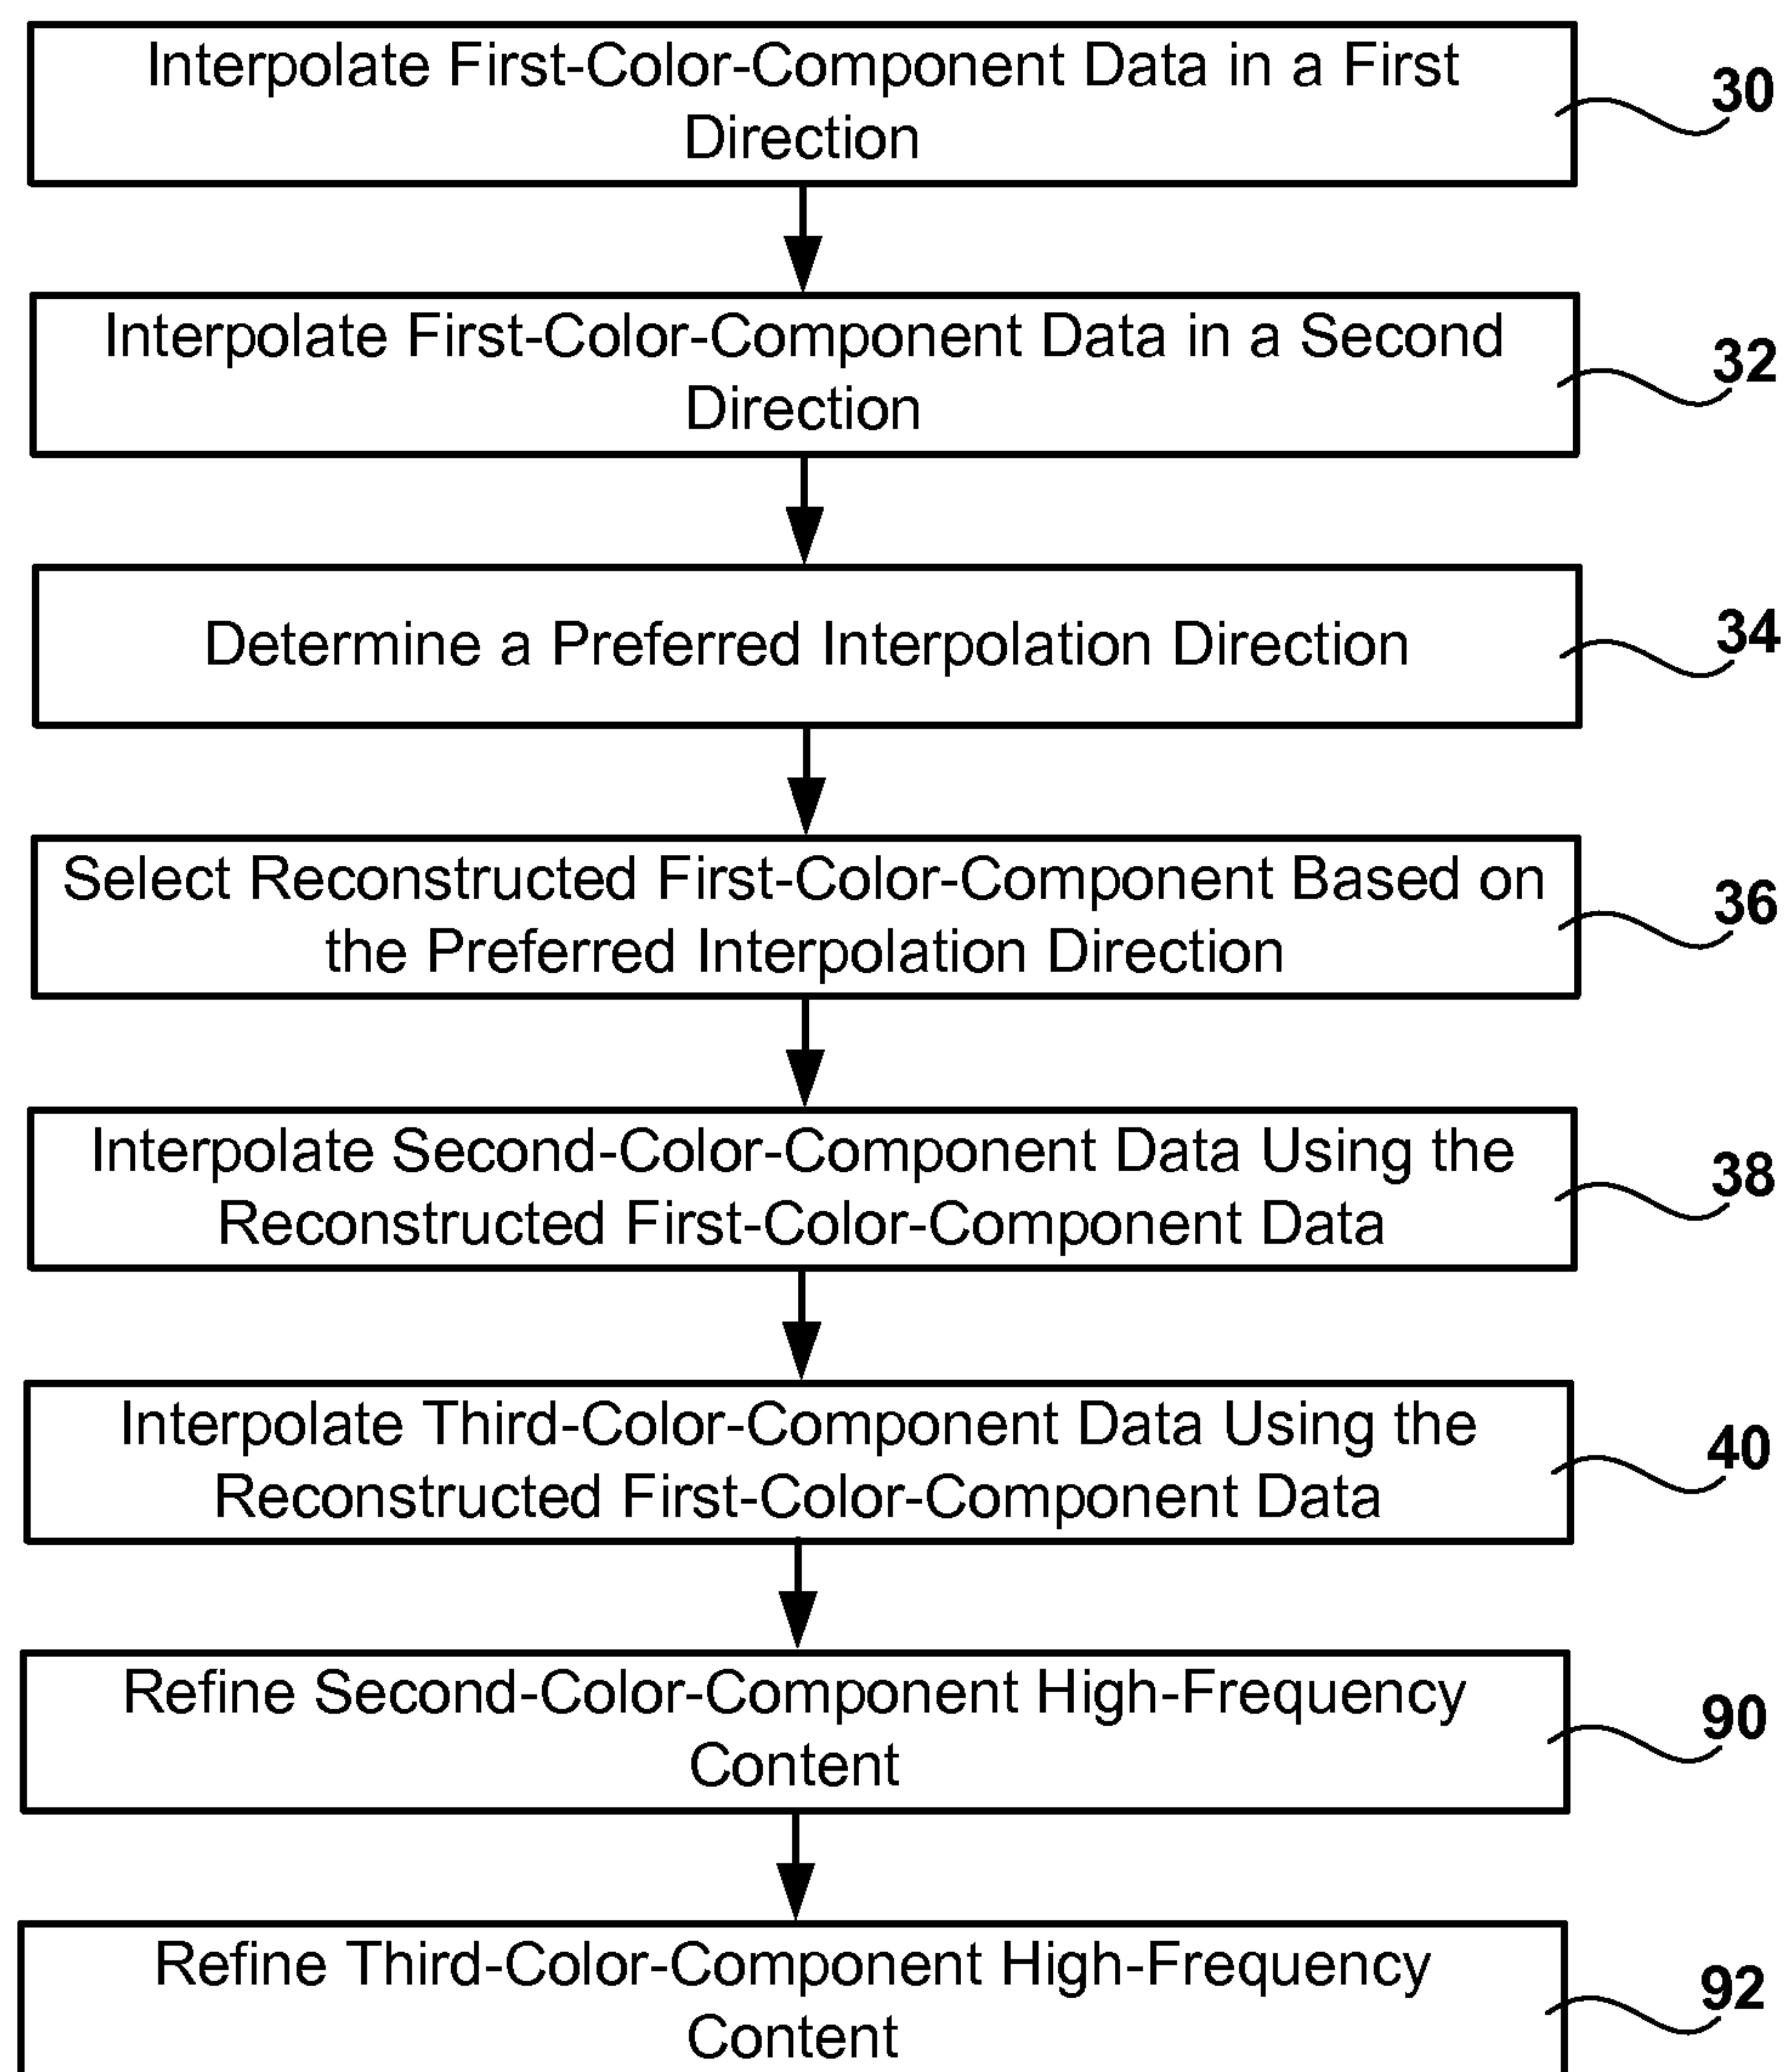 Interpolate First-Color-Component Data in a First
Direction
30
Interpolate First-Color-Component Data in a Second
Direction
32
Determine a Preferred Interpolation Direction
34
Select Reconstructed First-Color-Component Based on
the Preferred Interpolation Direction
36
Interpolate Second-Color-Component Data Using the
Reconstructed First-Color-Component Data
38
Interpolate Third-Color-Component Data Using the
Reconstructed First-Color-Component Data
40
Refine Second-Color-Component High-Frequency
Content
90
Refine Third-Color-Component High-Frequency
Content
92